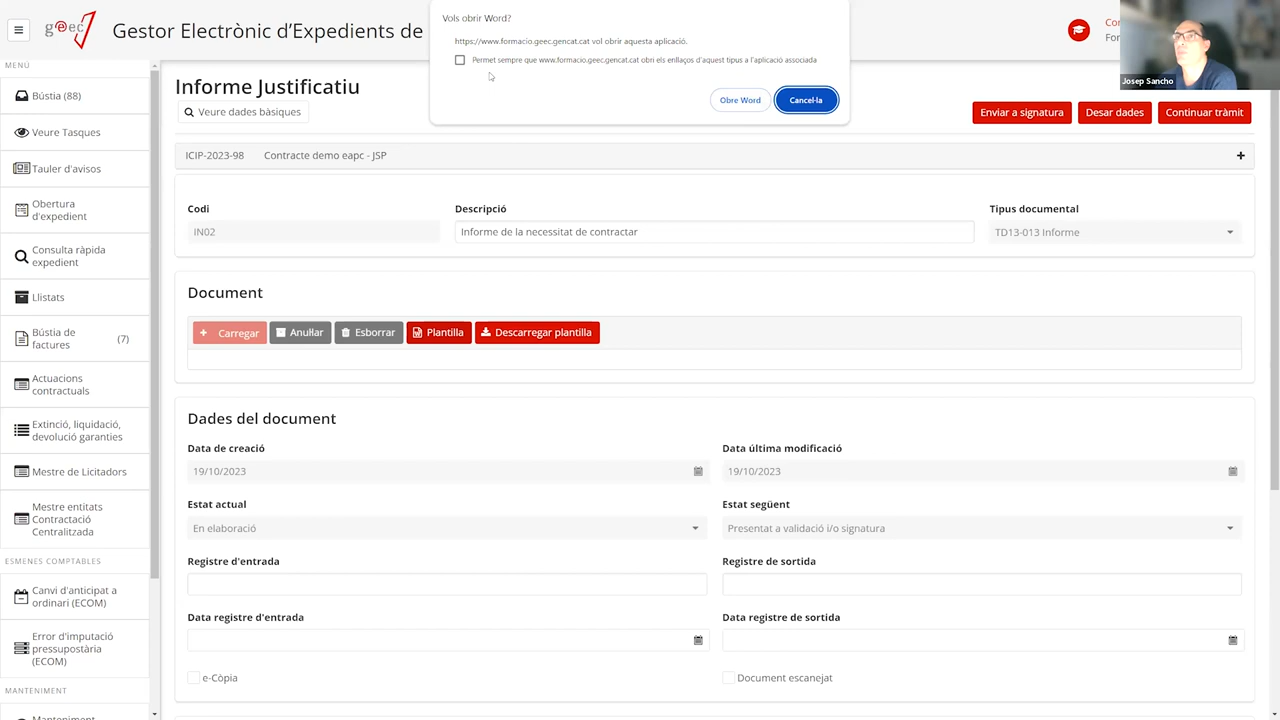 Vols obrir Word?
https://www.formacio.geec.gencat.cat vol obrir aquesta aplicació.
Permet sempre que www.formacio.geec.gencat.cat obri els enllaços d'aquest tipus a l'aplicació associada
Obre Word
Cancel·la
geec
Gestor Electrònic d'Expedients de
Josep Sancho
MENÚ
Bústia (88)
Veure Tasques
Tauler d'avisos
Obertura
d'expedient
Consulta ràpida
expedient
Llistats
Bústia de
factures
(7)
Actuacions
contractuals
Extinció, liquidació,
devolució garanties
Mestre de Licitadors
Mestre entitats
Contractació
Centralitzada
ESMENES COMPTABLES
Canvi d'anticipat a
ordinari (ECOM)
Error d'imputació
pressupostària
(ECOM)
MANTENIMENT
Manteniment
Informe Justificatiu
Veure dades bàsiques
Enviar a signatura
Desar dades
Continuar tràmit
ICIP-2023-98 Contracte demo eapc - JSP
Codi
IN02
Descripció
Informe de la necessitat de contractar
Tipus documental
TD13-013 Informe
Document
Carregar
Anul·lar
Esborrar
Plantilla
Descarregar plantilla
Dades del document
Data de creació
19/10/2023
Data última modificació
19/10/2023
Estat actual
En elaboració
Estat següent
Presentat a validació i/o signatura
Registre d'entrada
Registre de sortida
Data registre d'entrada
Data registre de sortida
e-Còpia
Document escanejat